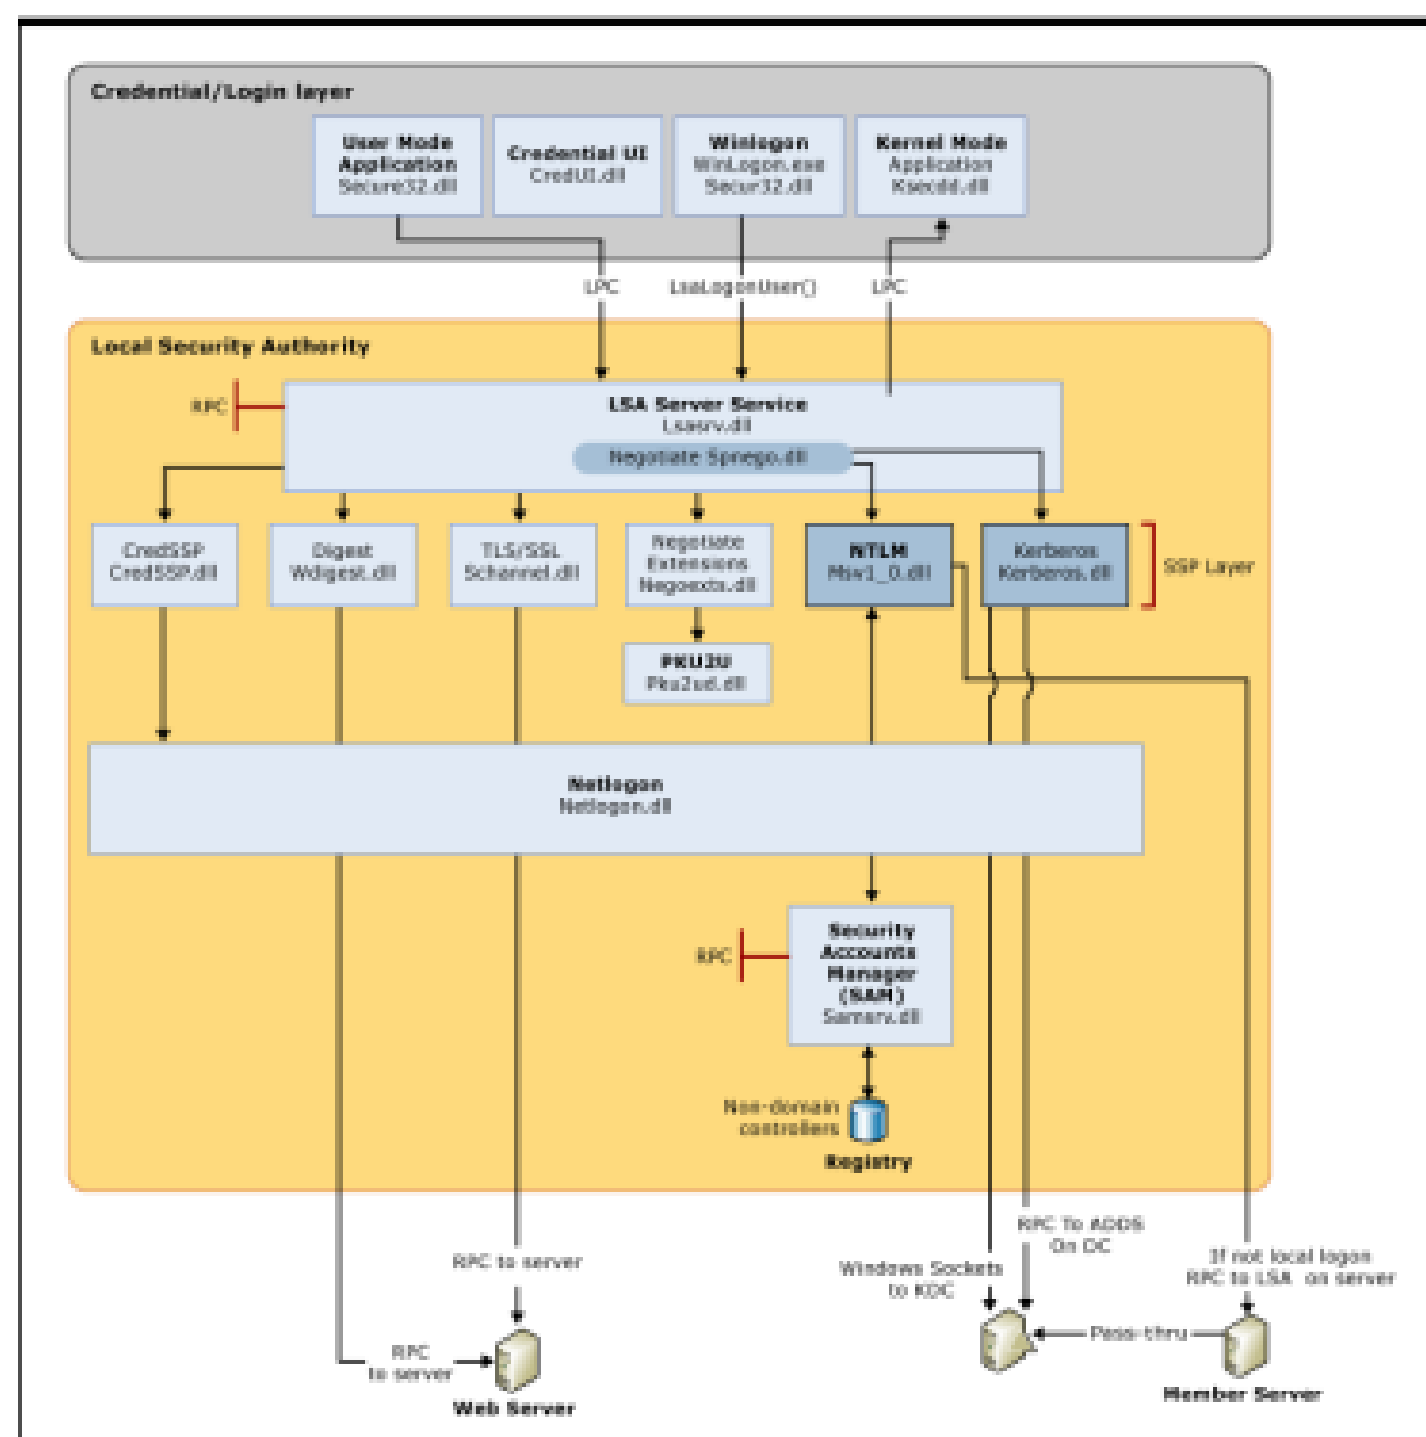 Credential/Login layer
User Mode
Application
Secure32.dll
Credential UI
CredUI.dll
Winlogon
WinLogon.exe
Secur32.dll
Kernel Mode
Application
Ksecdd.dll
LPC
LsaLogonUser()
LPC
Local Security Authority
RPC
LSA Server Service
Lsasrv.dll
Negotiate Spnego.dll
CredSSP
CredSSP.dll
Digest
Wdigest.dll
TLS/SSL
Schannel.dll
Negotiate
Extensions
Negoexts.dll
NTLM
Msv1_0.dll
Kerberos
Kerberos.dll
SSP Layer
PKU2U
Pku2ud.dll
Netlogon
Netlogon.dll
RPC
Security
Accounts
Manager
(SAM)
Samsrv.dll
Non-domain
controllers
Registry
RPC to server
Windows Sockets
to KDC
RPC To ADDS
On DC
If not local logon
RPC to LSA on server
RPC
to server
Pass-thru
Web Server
Member Server